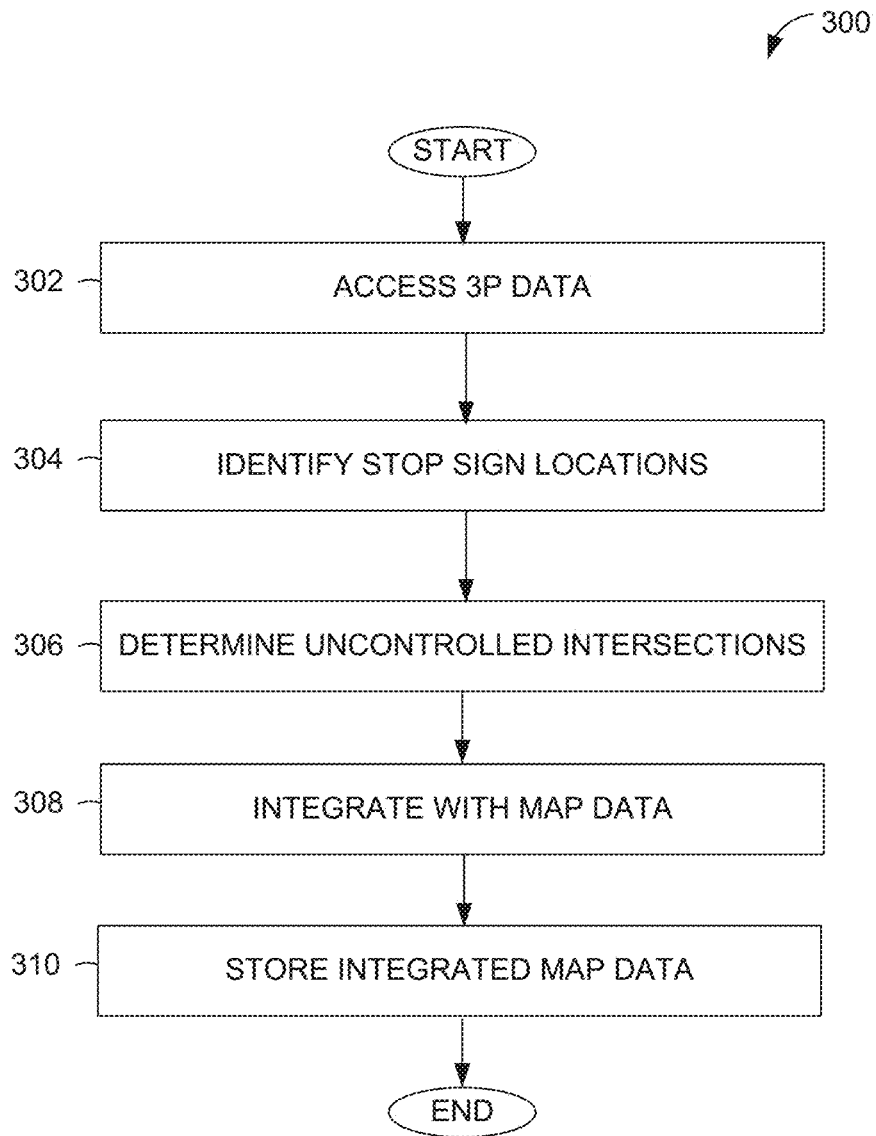 300
START
302
ACCESS 3P DATA
304
IDENTIFY STOP SIGN LOCATIONS
306
DETERMINE UNCONTROLLED INTERSECTIONS
308
INTEGRATE WITH MAP DATA
310
STORE INTEGRATED MAP DATA
END